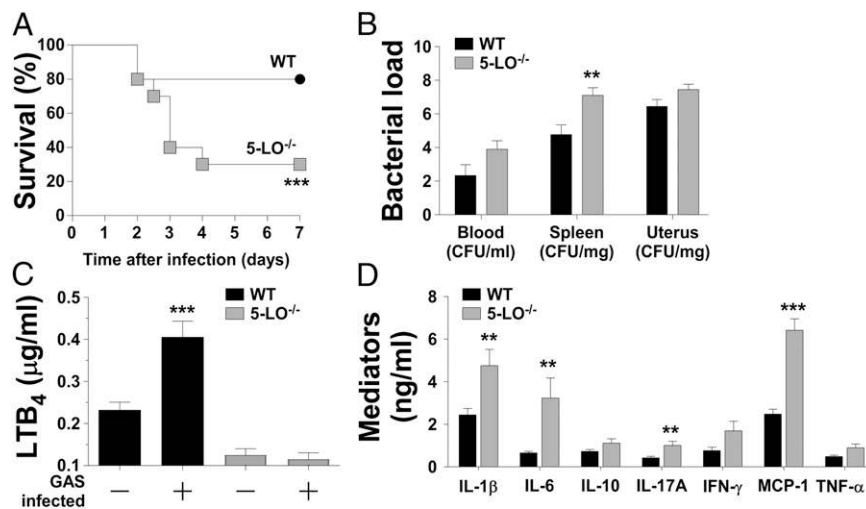 A
Survival (%)
100
80
60
40
20
0
WT
5-LO-/-
***
0 1 2 3 4 5 6 7
Time after infection (days)
B
Bacterial load
10
8
6
4
2
0
WT
5-LO-/-
**
Blood Spleen Uterus
(CFU/ml) (CFU/mg) (CFU/mg)
C
LTB4 (μg/ml)
0.5
0.4
0.3
0.2
0.1
WT
5-LO-/-
***
GAS
infected
− + − +
D
Mediators
(ng/ml)
8
6
4
2
0
WT
5-LO-/-
** ** ** ***
IL-1β IL-6 IL-10 IL-17A IFN-γ MCP-1 TNF-α